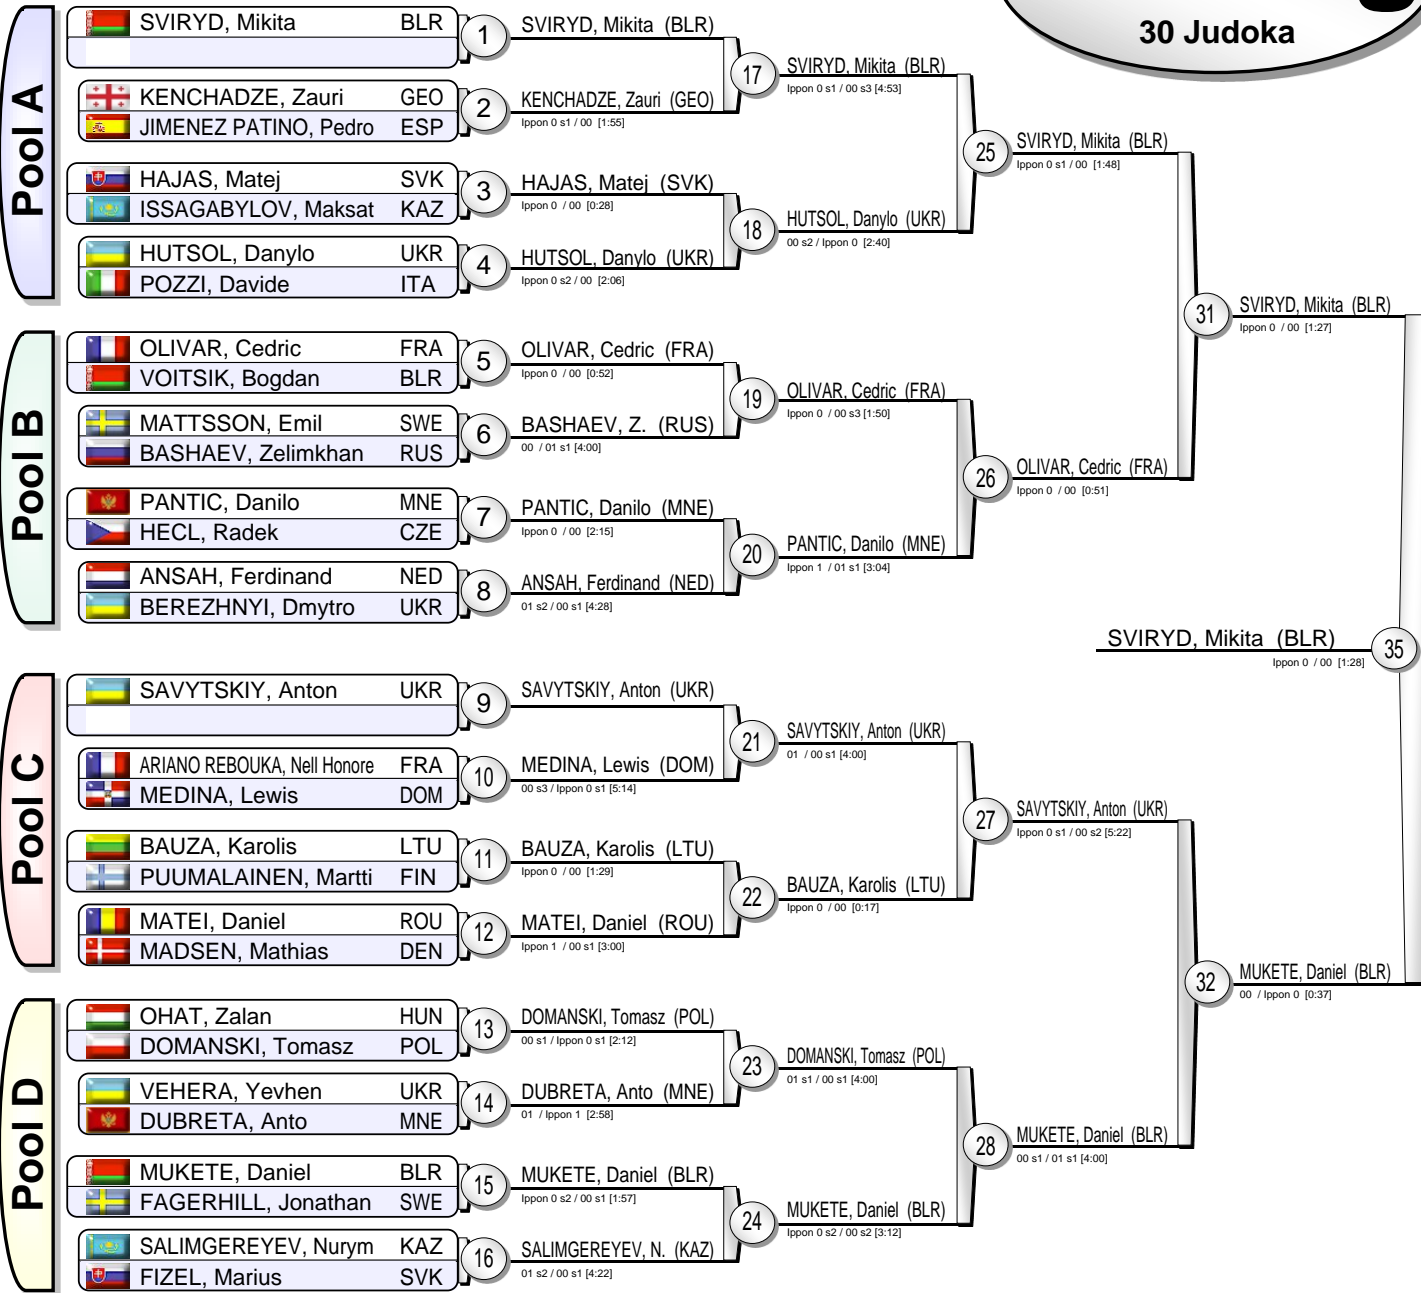 30 Judoka
Pool A
SVIRYD, Mikita BLR
1
KENCHADZE, Zauri GEO
JIMENEZ PATINO, Pedro ESP
2
HAJAS, Matej SVK
ISSAGABYLOV, Maksat KAZ
3
HUTSOL, Danylo UKR
POZZI, Davide ITA
4
Pool B
OLIVAR, Cedric FRA
VOITSIK, Bogdan BLR
5
MATTSSON, Emil SWE
BASHAEV, Zelimkhan RUS
6
PANTIC, Danilo MNE
HECL, Radek CZE
7
ANSAH, Ferdinand NED
BEREZHNYI, Dmytro UKR
8
Pool C
SAVYTSKIY, Anton UKR
9
ARIANO REBOUKA, Nell Honore FRA
MEDINA, Lewis DOM
10
BAUZA, Karolis LTU
PUUMALAINEN, Martti FIN
11
MATEI, Daniel ROU
MADSEN, Mathias DEN
12
Pool D
OHAT, Zalan HUN
DOMANSKI, Tomasz POL
13
VEHERA, Yevhen UKR
DUBRETA, Anto MNE
14
MUKETE, Daniel BLR
FAGERHILL, Jonathan SWE
15
SALIMGEREYEV, Nurym KAZ
FIZEL, Marius SVK
16
SVIRYD, Mikita (BLR)
KENCHADZE, Zauri (GEO)
Ippon 0 s1 / 00 [1:55]
17
HAJAS, Matej (SVK)
Ippon 0 / 00 [0:28]
HUTSOL, Danylo (UKR)
Ippon 0 s2 / 00 [2:06]
18
OLIVAR, Cedric (FRA)
Ippon 0 / 00 [0:52]
BASHAEV, Z. (RUS)
00 / 01 s1 [4:00]
19
PANTIC, Danilo (MNE)
Ippon 0 / 00 [2:15]
ANSAH, Ferdinand (NED)
01 s2 / 00 s1 [4:28]
20
SAVYTSKIY, Anton (UKR)
MEDINA, Lewis (DOM)
00 s3 / Ippon 0 s1 [5:14]
21
BAUZA, Karolis (LTU)
Ippon 0 / 00 [1:29]
MATEI, Daniel (ROU)
Ippon 1 / 00 s1 [3:00]
22
DOMANSKI, Tomasz (POL)
00 s1 / Ippon 0 s1 [2:12]
DUBRETA, Anto (MNE)
01 / Ippon 1 [2:58]
23
MUKETE, Daniel (BLR)
Ippon 0 s2 / 00 s1 [1:57]
SALIMGEREYEV, N. (KAZ)
01 s2 / 00 s1 [4:22]
24
SVIRYD, Mikita (BLR)
Ippon 0 s1 / 00 s3 [4:53]
HUTSOL, Danylo (UKR)
00 s2 / Ippon 0 [2:40]
25
OLIVAR, Cedric (FRA)
Ippon 0 / 00 s3 [1:50]
PANTIC, Danilo (MNE)
Ippon 1 / 01 s1 [3:04]
26
SAVYTSKIY, Anton (UKR)
01 / 00 s1 [4:00]
BAUZA, Karolis (LTU)
Ippon 0 / 00 [0:17]
27
DOMANSKI, Tomasz (POL)
01 s1 / 00 s1 [4:00]
MUKETE, Daniel (BLR)
Ippon 0 s2 / 00 s2 [3:12]
28
SVIRYD, Mikita (BLR)
Ippon 0 s1 / 00 [1:48]
OLIVAR, Cedric (FRA)
Ippon 0 / 00 [0:51]
31
SAVYTSKIY, Anton (UKR)
Ippon 0 s1 / 00 s2 [5:22]
MUKETE, Daniel (BLR)
00 s1 / 01 s1 [4:00]
32
SVIRYD, Mikita (BLR)
Ippon 0 / 00 [1:27]
MUKETE, Daniel (BLR)
00 / Ippon 0 [0:37]
SVIRYD, Mikita (BLR)
Ippon 0 / 00 [1:28]
35